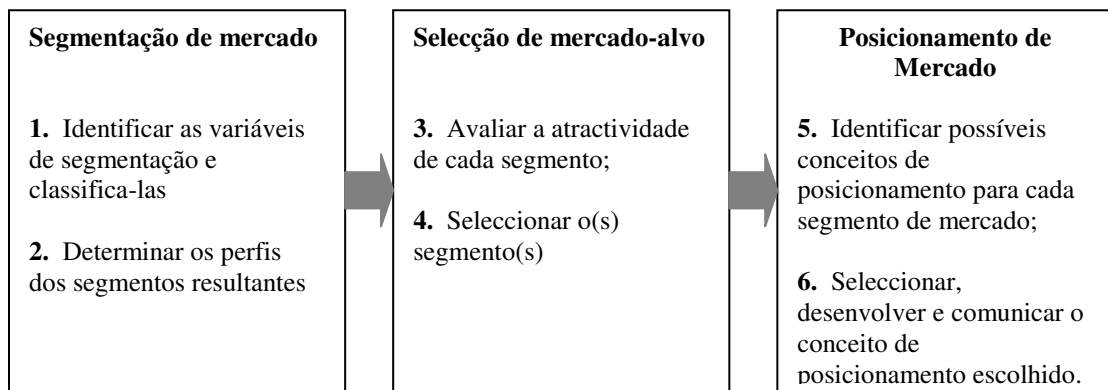 Segmentação de mercado
1. Identificar as variáveis
de segmentação e
classifica-las
2. Determinar os perfis
dos segmentos resultantes
Selecção de mercado-alvo
3. Avaliar a atractividade
de cada segmento;
4. Seleccionar o(s)
segmento(s)
Posicionamento de
Mercado
5. Identificar possíveis
conceitos de
posicionamento para cada
segmento de mercado;
6. Seleccionar,
desenvolver e comunicar o
conceito de
posicionamento escolhido.